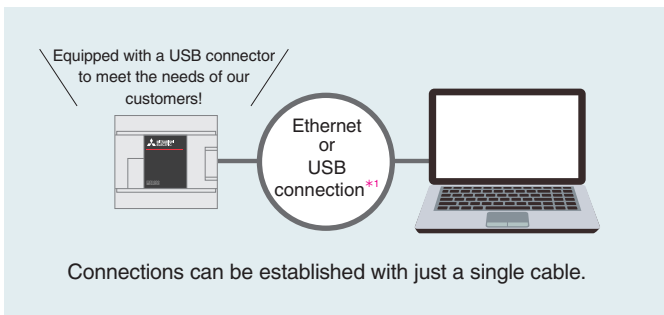 Equipped with a USB connector
to meet the needs of our
customers!
MITSUBISHI
Ethernet
or
USB
connection*1
Connections can be established with just a single cable.